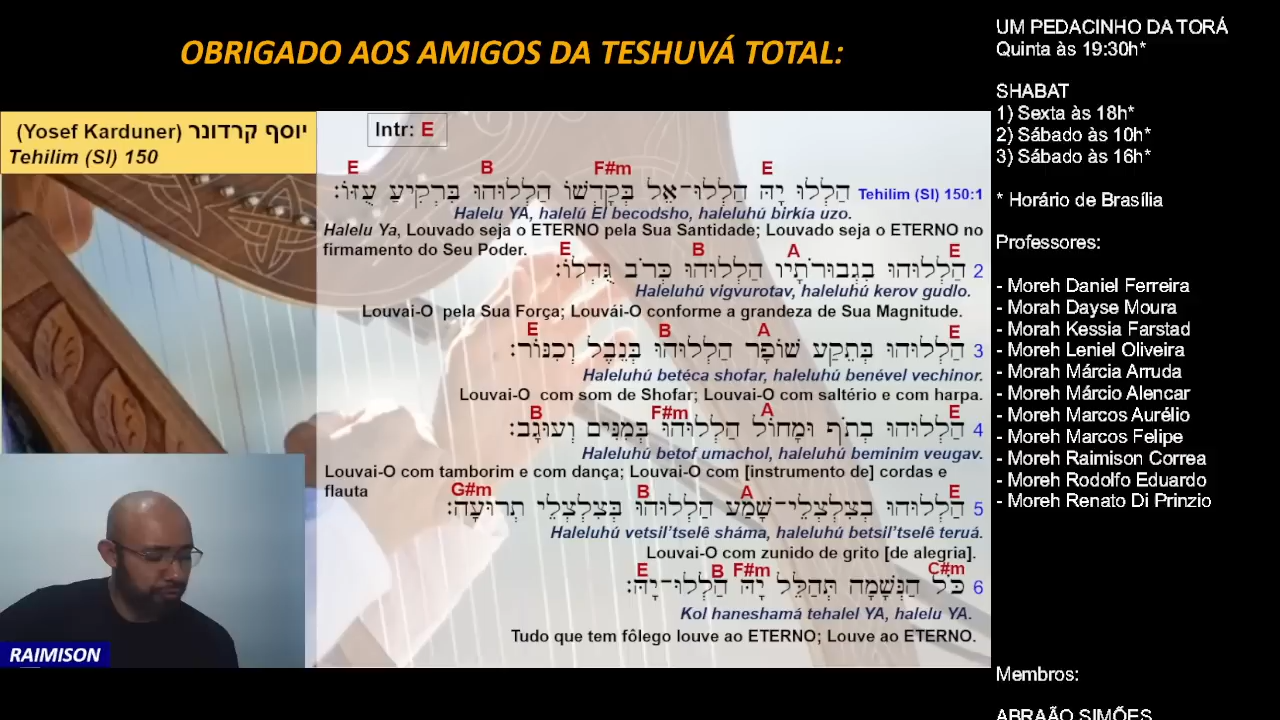 OBRIGADO AOS AMIGOS DA TESHUVÁ TOTAL:
(Yosef Karduner) יוסף קרדונר
Tehilim (Sl) 150
Intr: E
E B F#m E
הַלְלוּ יָהּ הַלְלוּ־אֵל בְּקָדְשׁוֹ הַלְלוּהוּ בִּרְקִיעַ עֻזּוֹ׃ Tehilim (Sl) 150:1
Halelu YA, halelú El becodsho, haleluhú birkia uzo.
Halelu Ya, Louvado seja o ETERNO pela Sua Santidade; Louvado seja o ETERNO no
firmamento do Seu Poder.
E B A E
הַלְלוּהוּ בִגְבוּרֹתָיו הַלְלוּהוּ כְּרֹב גֻּדְלוֹ׃ 2
Haleluhú vigvurotav, haleluhú kerov gudlo.
Louvai-O pela Sua Força; Louvái-O conforme a grandeza de Sua Magnitude.
E B A E
הַלְלוּהוּ בְּתֵקַע שׁוֹפָר הַלְלוּהוּ בְּנֵבֶל וְכִנּוֹר׃ 3
Haleluhú betéca shofar, haleluhú benével vechinor.
Louvai-O com som de Shofar; Louvai-O com saltério e com harpa.
B F#m A E
הַלְלוּהוּ בְתֹף וּמָחוֹל הַלְלוּהוּ בְּמִנִּים וְעוּגָב׃ 4
Haleluhú betof umachol, haleluhú beminim veugav.
Louvai-O com tamborim e com dança; Louvai-O com [instrumento de] cordas e
flauta
G#m B A E
הַלְלוּהוּ בְצִלְצְלֵי־שָׁמַע הַלְלוּהוּ בְּצִלְצְלֵי תְרוּעָה׃ 5
Haleluhú vetsil'tselê sháma, haleluhú betsil'tselê teruá.
Louvai-O com zunido de grito [de alegria].
E B F#m C#m
כֹּל הַנְּשָׁמָה תְּהַלֵּל יָהּ הַלְלוּ־יָהּ׃ 6
Kol haneshamá tehalel YA, halelu YA.
Tudo que tem fôlego louve ao ETERNO; Louve ao ETERNO.
RAIMISON
UM PEDACINHO DA TORÁ
Quinta às 19:30h*
SHABAT
1) Sexta às 18h*
2) Sábado às 10h*
3) Sábado às 16h*
* Horário de Brasília
Professores:
- Moreh Daniel Ferreira
- Morah Dayse Moura
- Morah Kessia Farstad
- Moreh Leniel Oliveira
- Morah Márcia Arruda
- Moreh Márcio Alencar
- Moreh Marcos Aurélio
- Moreh Marcos Felipe
- Moreh Raimison Correa
- Moreh Rodolfo Eduardo
- Moreh Renato Di Prinzio
Membros:
ABRAÃO SIMÕES